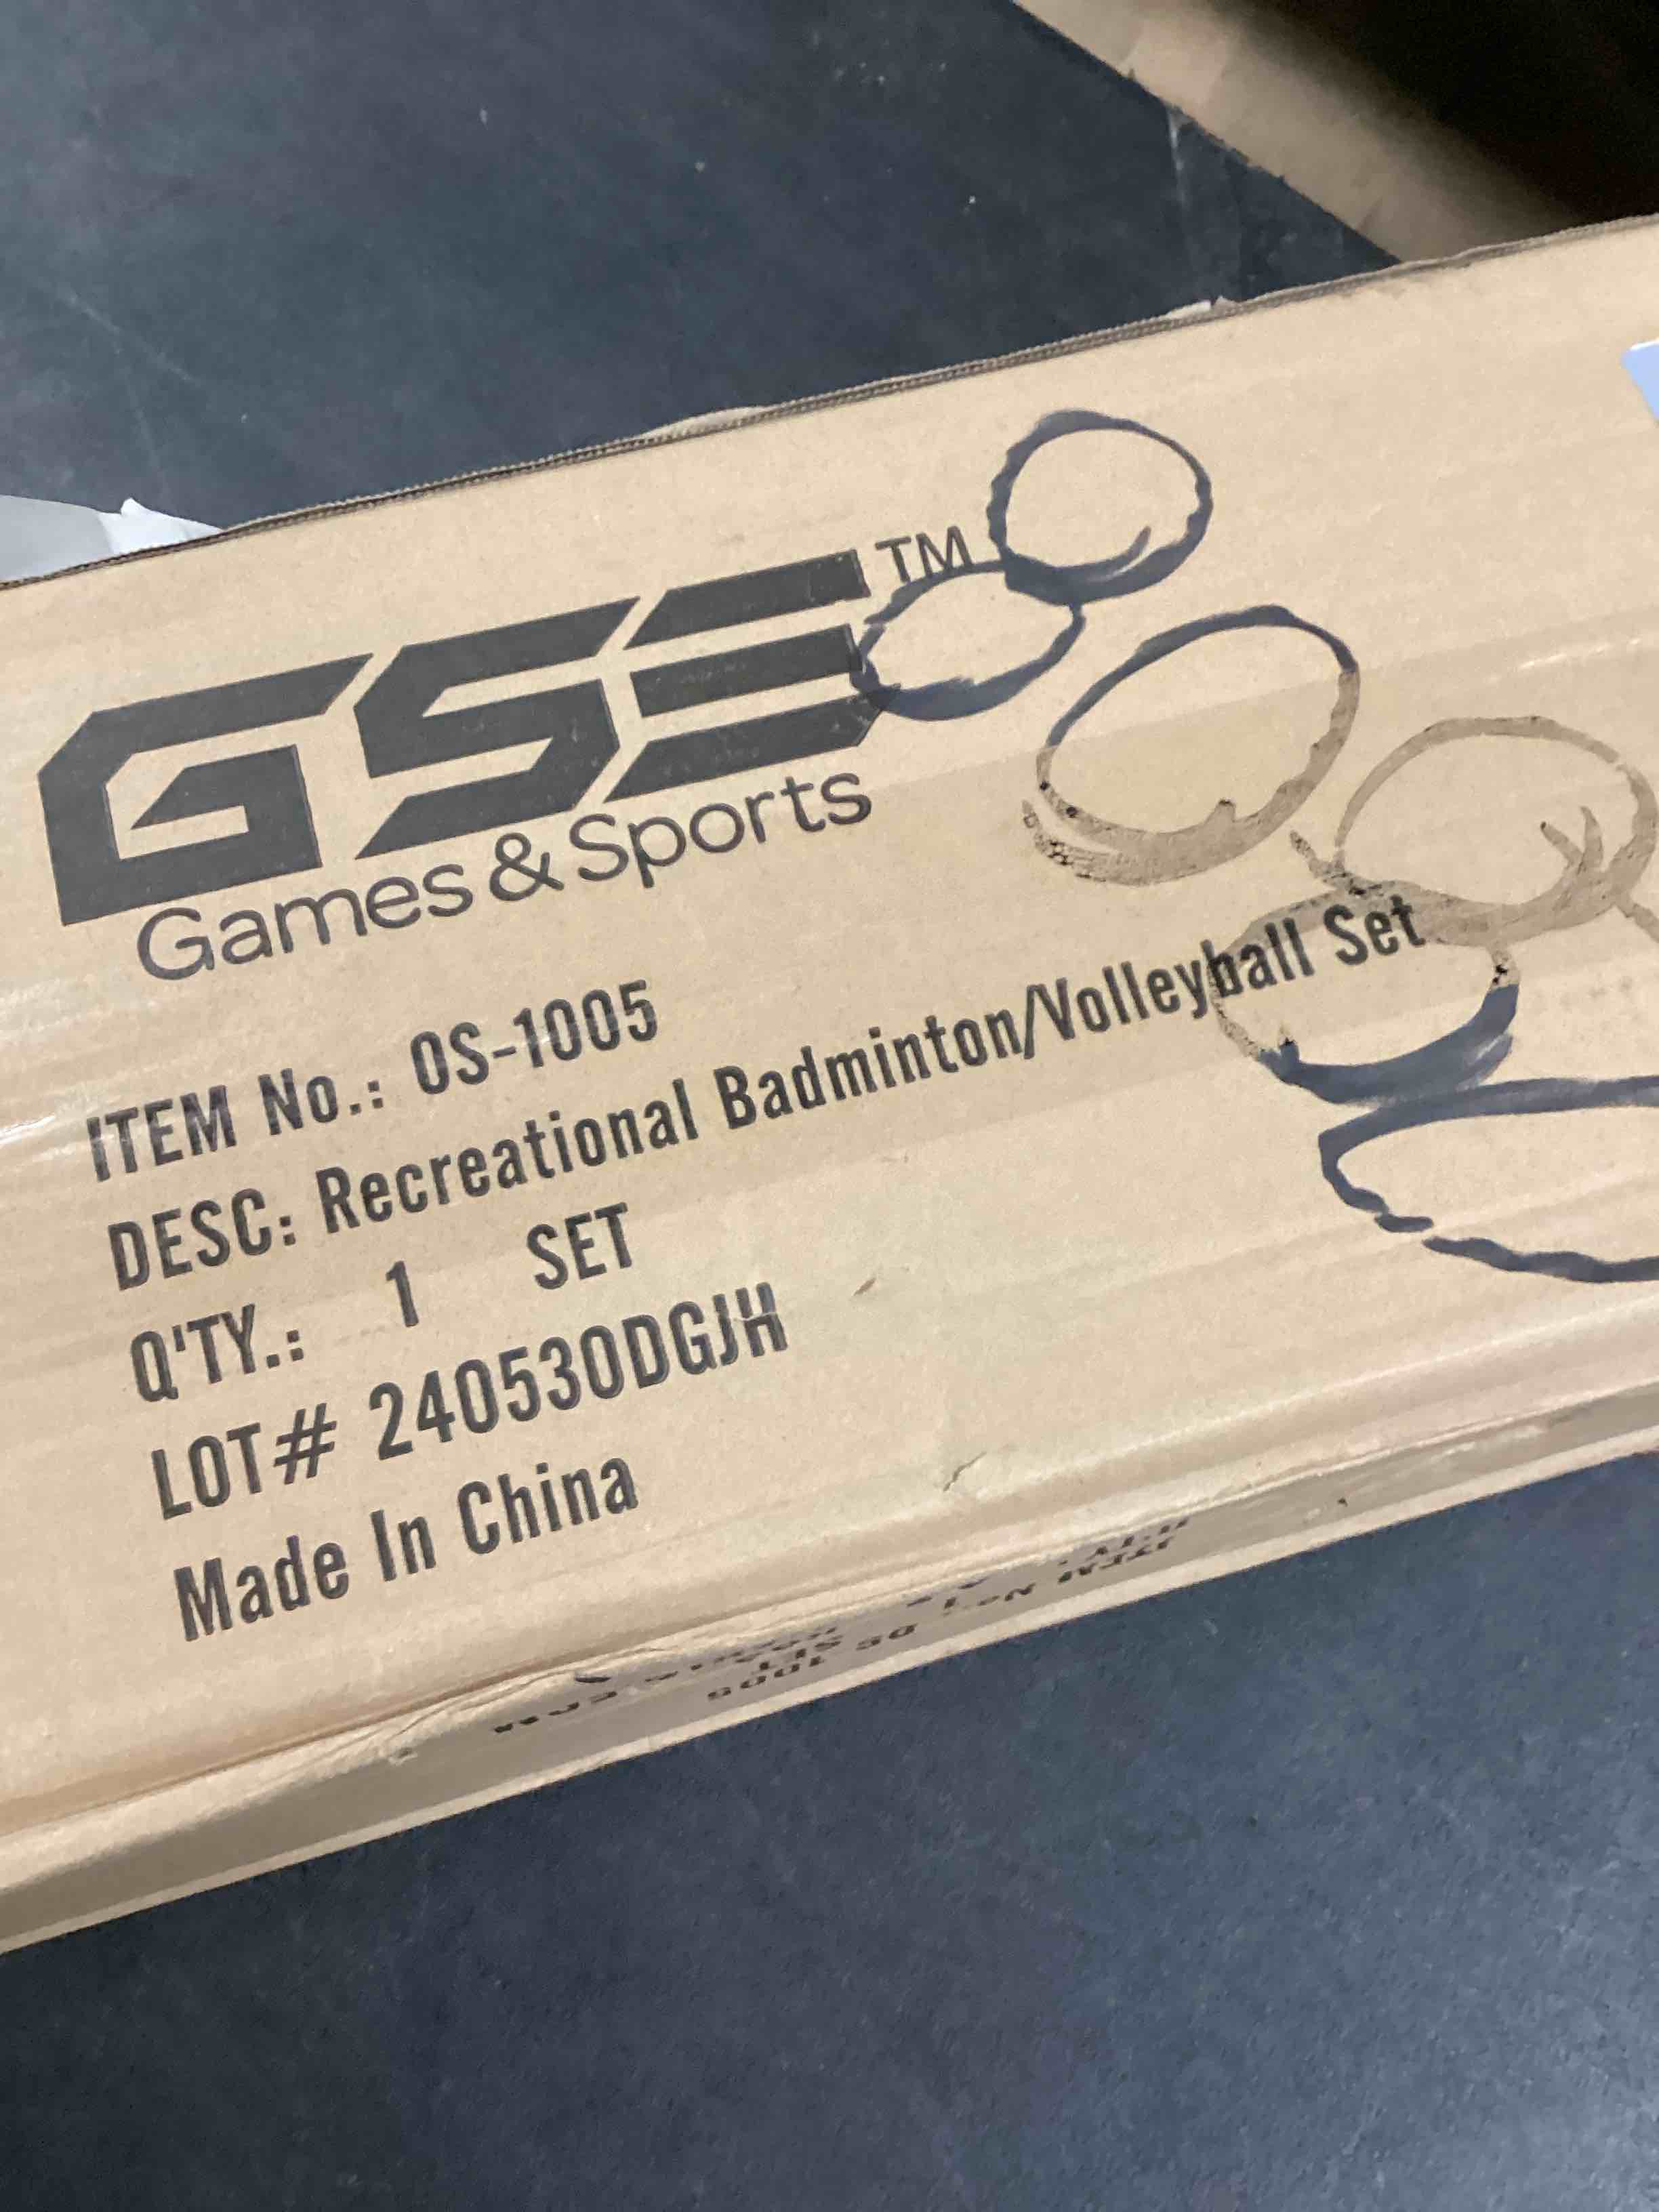 GSE™
Games & Sports
ITEM No.: OS-1005
DESC: Recreational Badminton/Volleyball Set
Q'TY.: 1 SET
LOT# 240530DGJH
Made In China